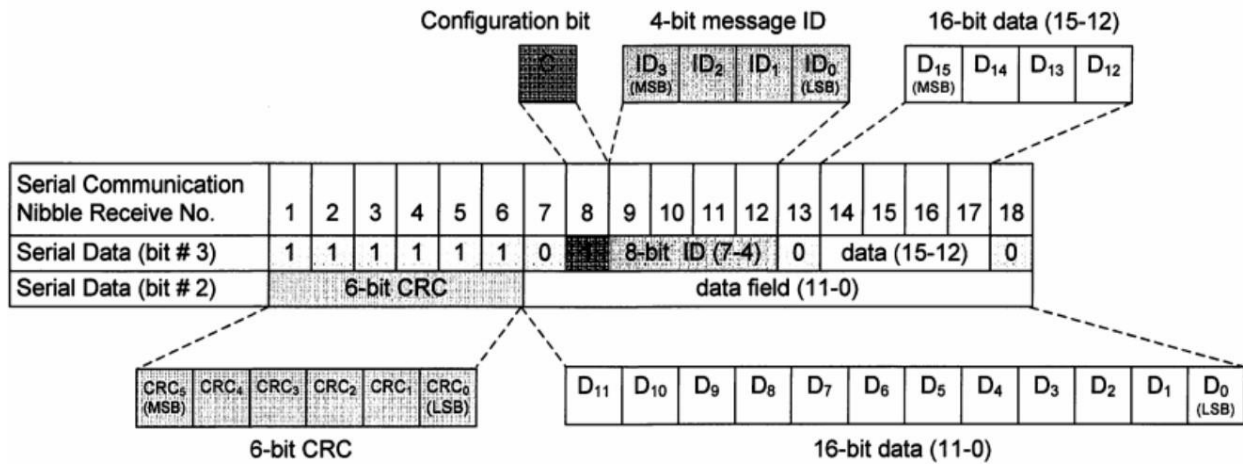 Configuration bit 4-bit message ID 16-bit data (15-12)
C ID3 ID2 ID1 ID0 D15 D14 D13 D12
(MSB) (LSB) (MSB)
Serial Communication
Nibble Receive No. 1 2 3 4 5 6 7 8 9 10 11 12 13 14 15 16 17 18
Serial Data (bit # 3) 1 1 1 1 1 1 0 1 8-bit ID (7-4) 0 data (15-12) 0
Serial Data (bit # 2) 6-bit CRC data field (11-0)
CRC5 CRC4 CRC3 CRC2 CRC1 CRC0 D11 D10 D9 D8 D7 D6 D5 D4 D3 D2 D1 D0
(MSB) (LSB) (LSB)
6-bit CRC 16-bit data (11-0)